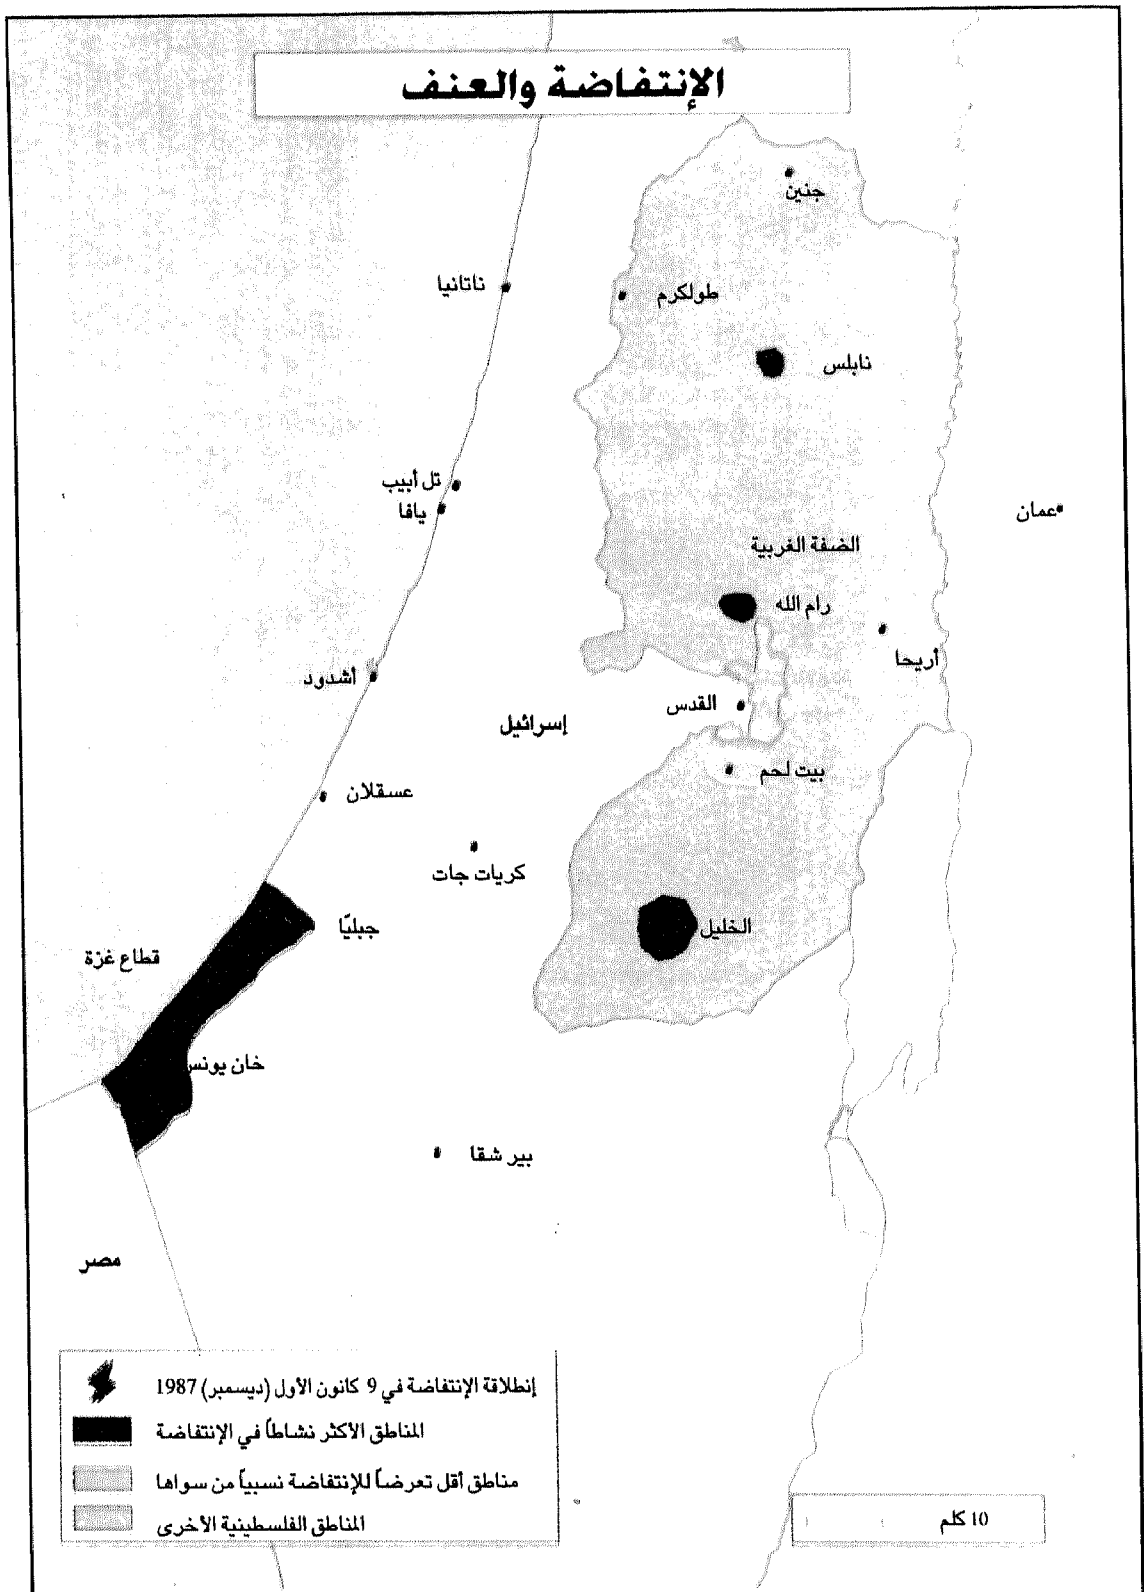 الإنتفاضة والعنف
جنين
ناتانيا
طولكرم
نابلس
تل أبيب
يافا
عمان
الضفة الغربية
رام الله
أريحا
أشدود
القدس
إسرائيل
بيت لحم
عسقلان
كريات جات
جبليّا
الخليل
قطاع غزة
خان يونس
بير شقا
مصر
إنطلاقة الإنتفاضة في 9 كانون الأول (ديسمبر) 1987
المناطق الأكثر نشاطاً في الإنتفاضة
مناطق أقل تعرضاً للإنتفاضة نسبياً من سواها
المناطق الفلسطينية الأخرى
10 كلم